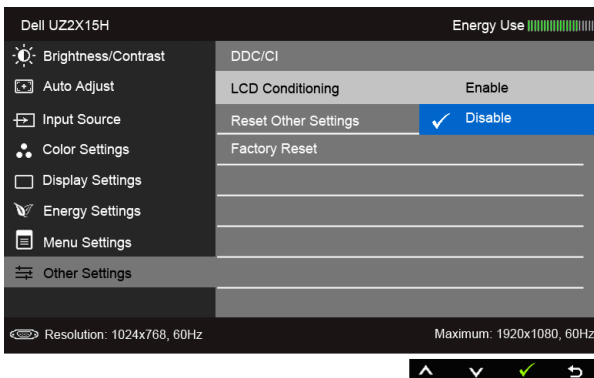 Dell UZ2X15H
Energy Use
Brightness/Contrast
Auto Adjust
Input Source
Color Settings
Display Settings
Energy Settings
Menu Settings
Other Settings
DDC/CI
LCD Conditioning
Enable
Reset Other Settings
Disable
Factory Reset
Resolution: 1024x768, 60Hz
Maximum: 1920x1080, 60Hz